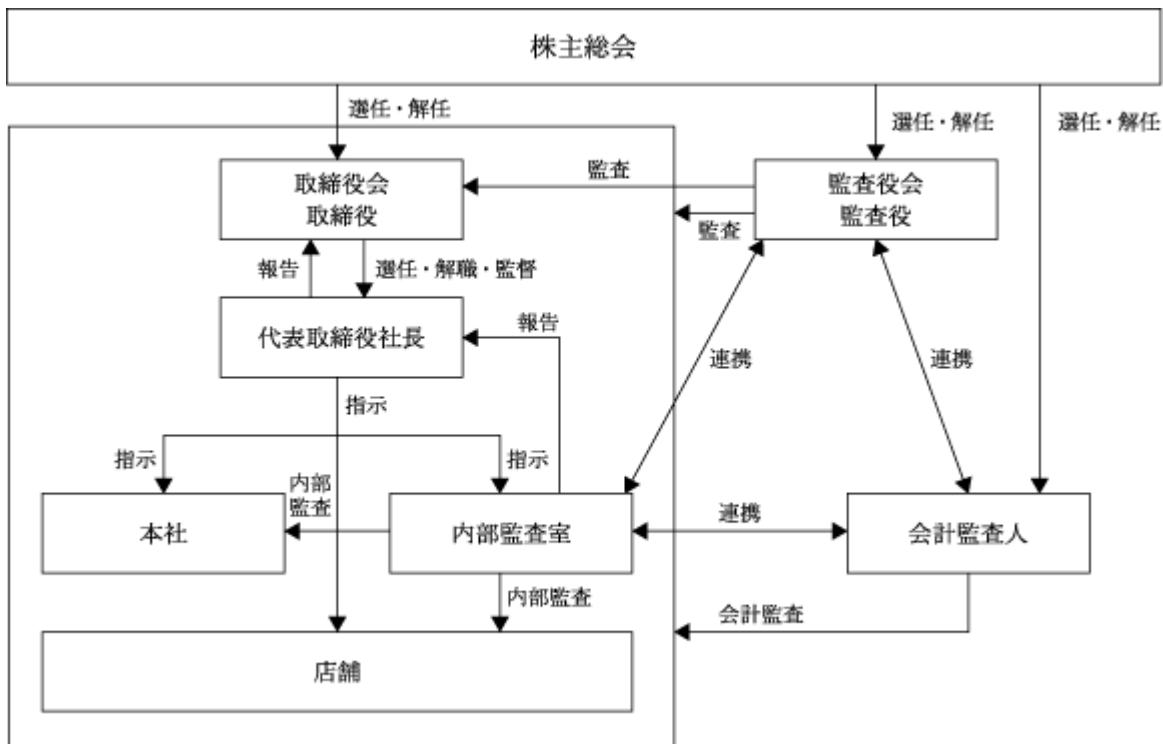 株主総会
選任・解任
選任・解任
選任・解任
取締役会
取締役
監査
監査役会
監査役
監査
報告
選任・解職・監督
代表取締役社長
報告
連携
連携
指示
指示
指示
内部
監査
本社
内部監査室
連携
会計監査人
内部監査
会計監査
店舗